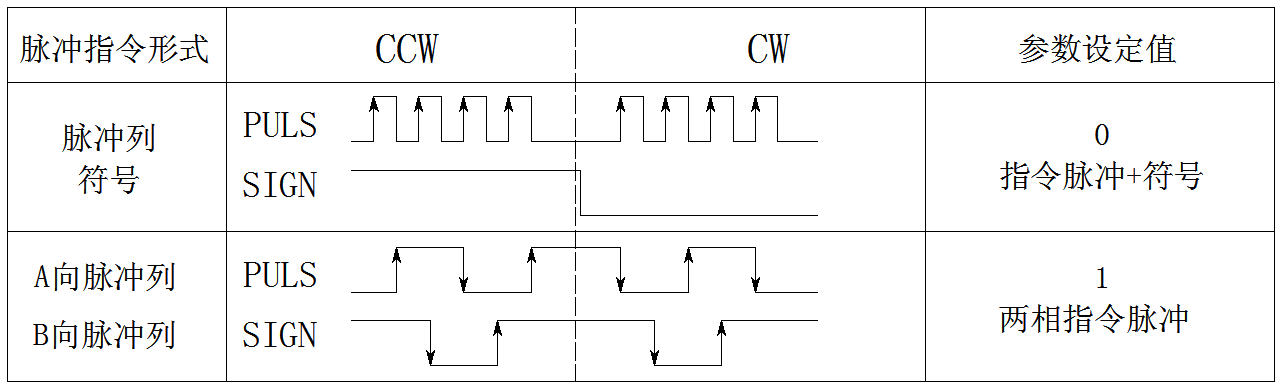 脉冲指令形式 CCW CW 参数设定值
脉冲列
符号
PULS
SIGN
0
指令脉冲+符号
A向脉冲列
B向脉冲列
PULS
SIGN
1
两相指令脉冲